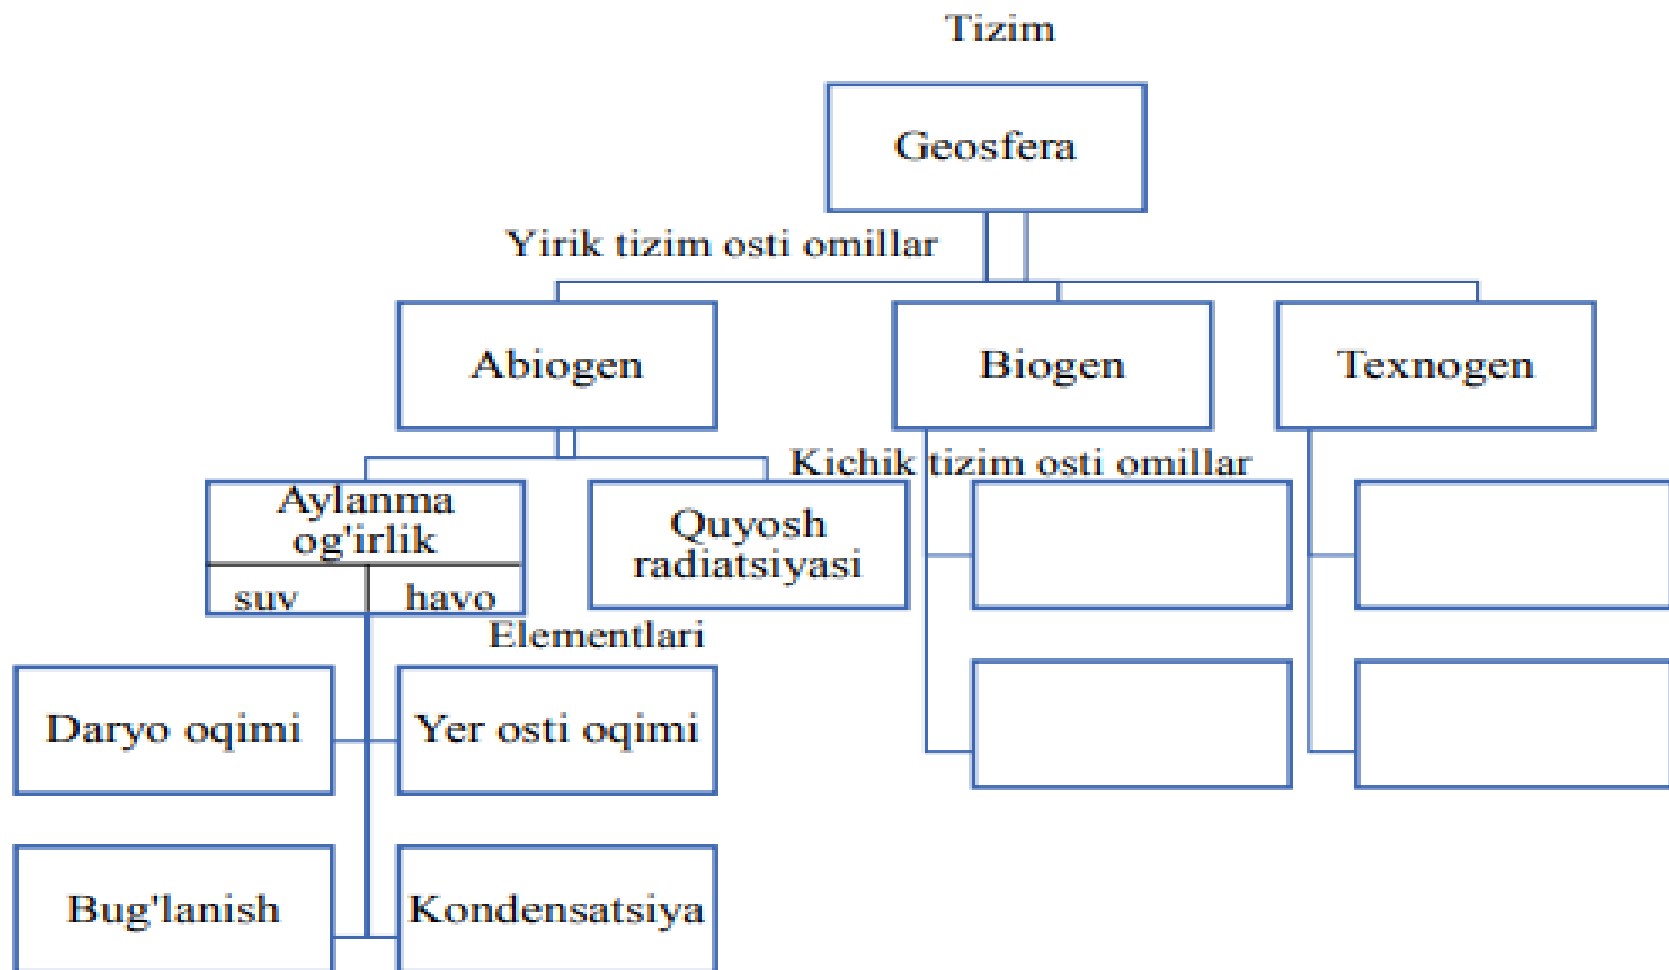 Tizim
Geosfera
Yirik tizim osti omillar
Abiogen
Biogen
Texnogen
Kichik tizim osti omillar
Aylanma
og'irlik
suv havo
Quyosh
radiatsiyasi
Elementlari
Daryo oqimi
Yer osti oqimi
Bug'lanish
Kondensatsiya